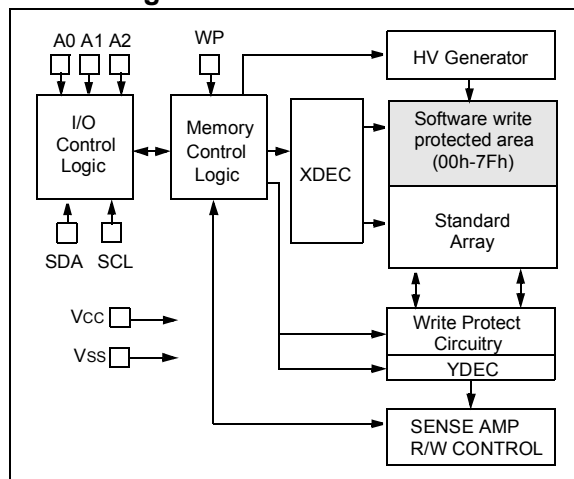 A0 A1 A2
WP
HV Generator
I/O
Control
Logic
Memory
Control
Logic
XDEC
Software write
protected area
(00h-7Fh)
Standard
Array
SDA SCL
VCC
VSS
Write Protect
Circuitry
YDEC
SENSE AMP
R/W CONTROL